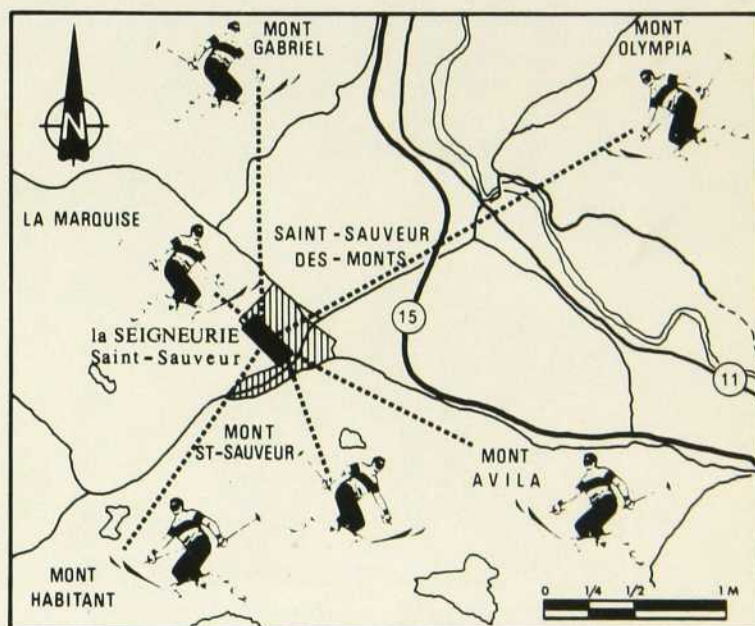 MONT
GABRIEL
MONT
OLYMPIA
N
LA MARQUISE
SAINT-SAUVEUR
DES-MONTS
la SEIGNEURIE
Saint-Sauveur
15
11
MONT
ST-SAUVEUR
MONT
AVILA
MONT
HABITANT
0 1/4 1/2 1 M